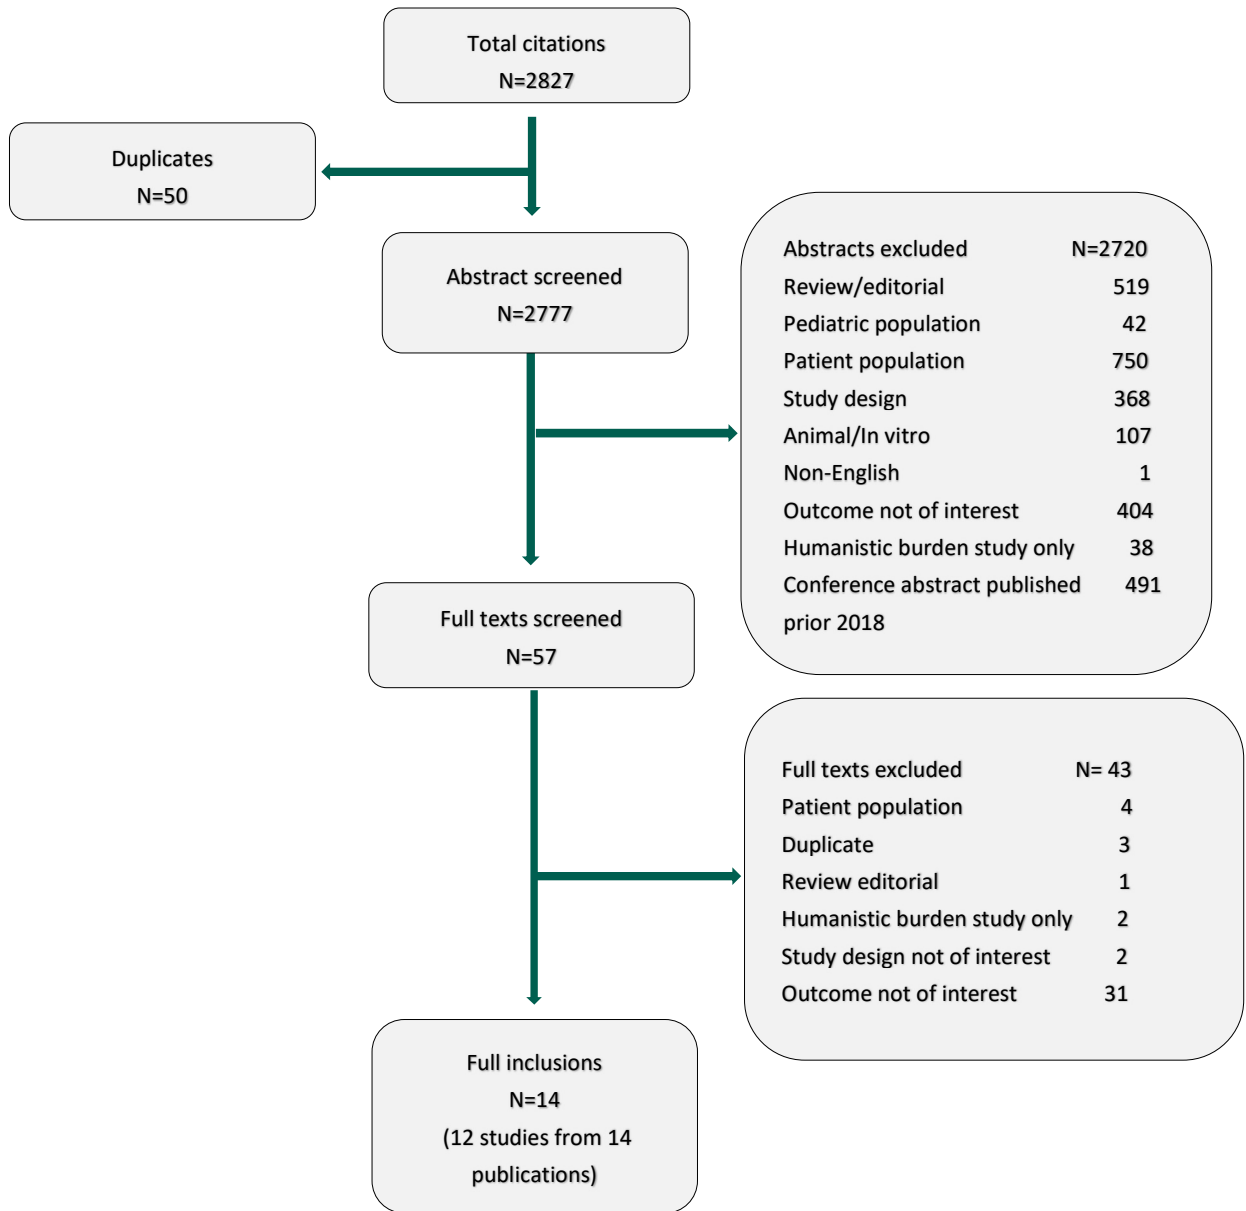 Total citations
N=2827
Duplicates
N=50
Abstract screened
N=2777
Abstracts excluded N=2720
Review/editorial 519
Pediatric population 42
Patient population 750
Study design 368
Animal/In vitro 107
Non-English 1
Outcome not of interest 404
Humanistic burden study only 38
Conference abstract published 491
prior 2018
Full texts screened
N=57
Full texts excluded N= 43
Patient population 4
Duplicate 3
Review editorial 1
Humanistic burden study only 2
Study design not of interest 2
Outcome not of interest 31
Full inclusions
N=14
(12 studies from 14
publications)